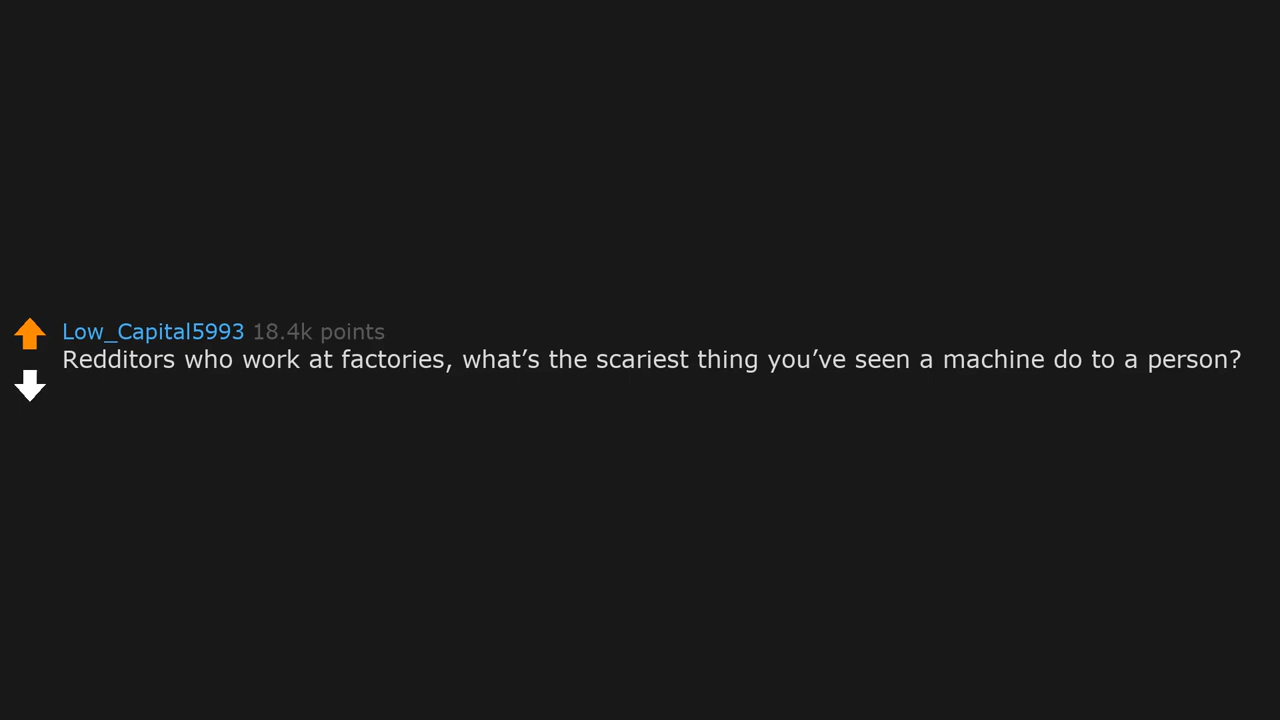 Low_Capital5993 18.4k points
Redditors who work at factories, what’s the scariest thing you’ve seen a machine do to a person?